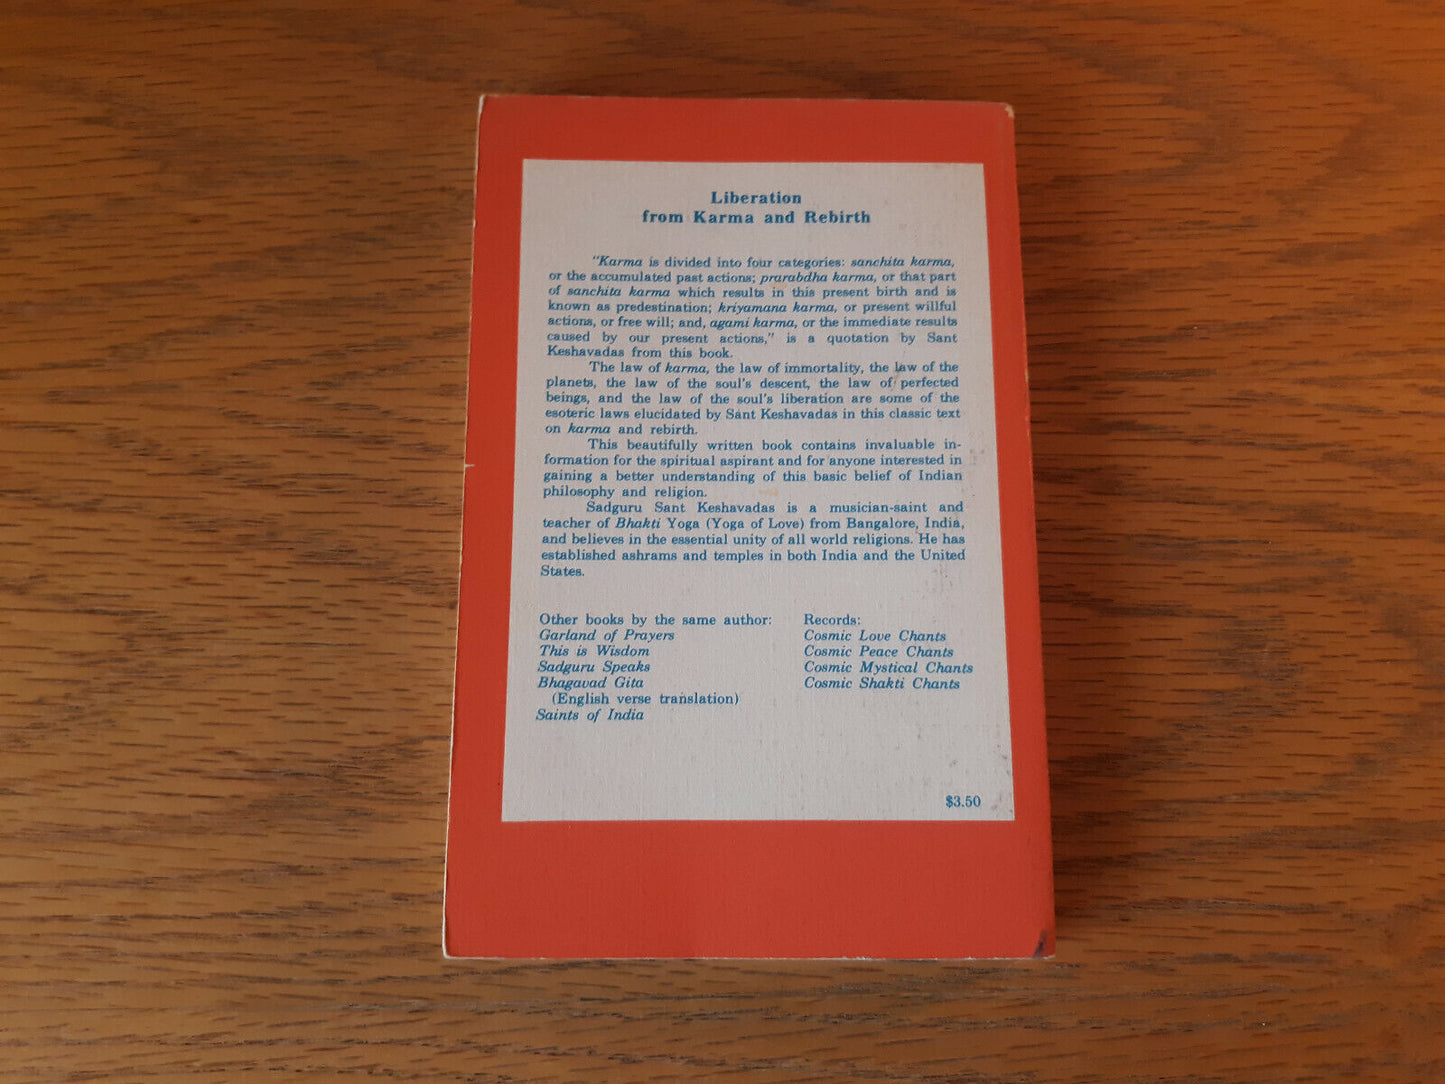 Liberation
from Karma and Rebirth
"Karma is divided into four categories: sanchita karma,
or the accumulated past actions; prarabdha karma, or that part
of sanchita karma which results in this present birth and is
known as predestination; kriyamana karma, or present willful
actions, or free will; and, agami karma, or the immediate results
caused by our present actions," is a quotation by Sant
Keshavadas from this book.
The law of karma, the law of immortality, the law of the
planets, the law of the soul's descent, the law of perfected
beings, and the law of the soul's liberation are some of the
esoteric laws elucidated by Sant Keshavadas in this classic text
on karma and rebirth.
This beautifully written book contains invaluable in-
formation for the spiritual aspirant and for anyone interested in
gaining a better understanding of this basic belief of Indian
philosophy and religion.
Sadguru Sant Keshavadas is a musician-saint and
teacher of Bhakti Yoga (Yoga of Love) from Bangalore, India,
and believes in the essential unity of all world religions. He has
established ashrams and temples in both India and the United
States.
Other books by the same author:
Garland of Prayers
This is Wisdom
Sadguru Speaks
Bhagavad Gita
(English verse translation)
Saints of India
Records:
Cosmic Love Chants
Cosmic Peace Chants
Cosmic Mystical Chants
Cosmic Shakti Chants
$3.50